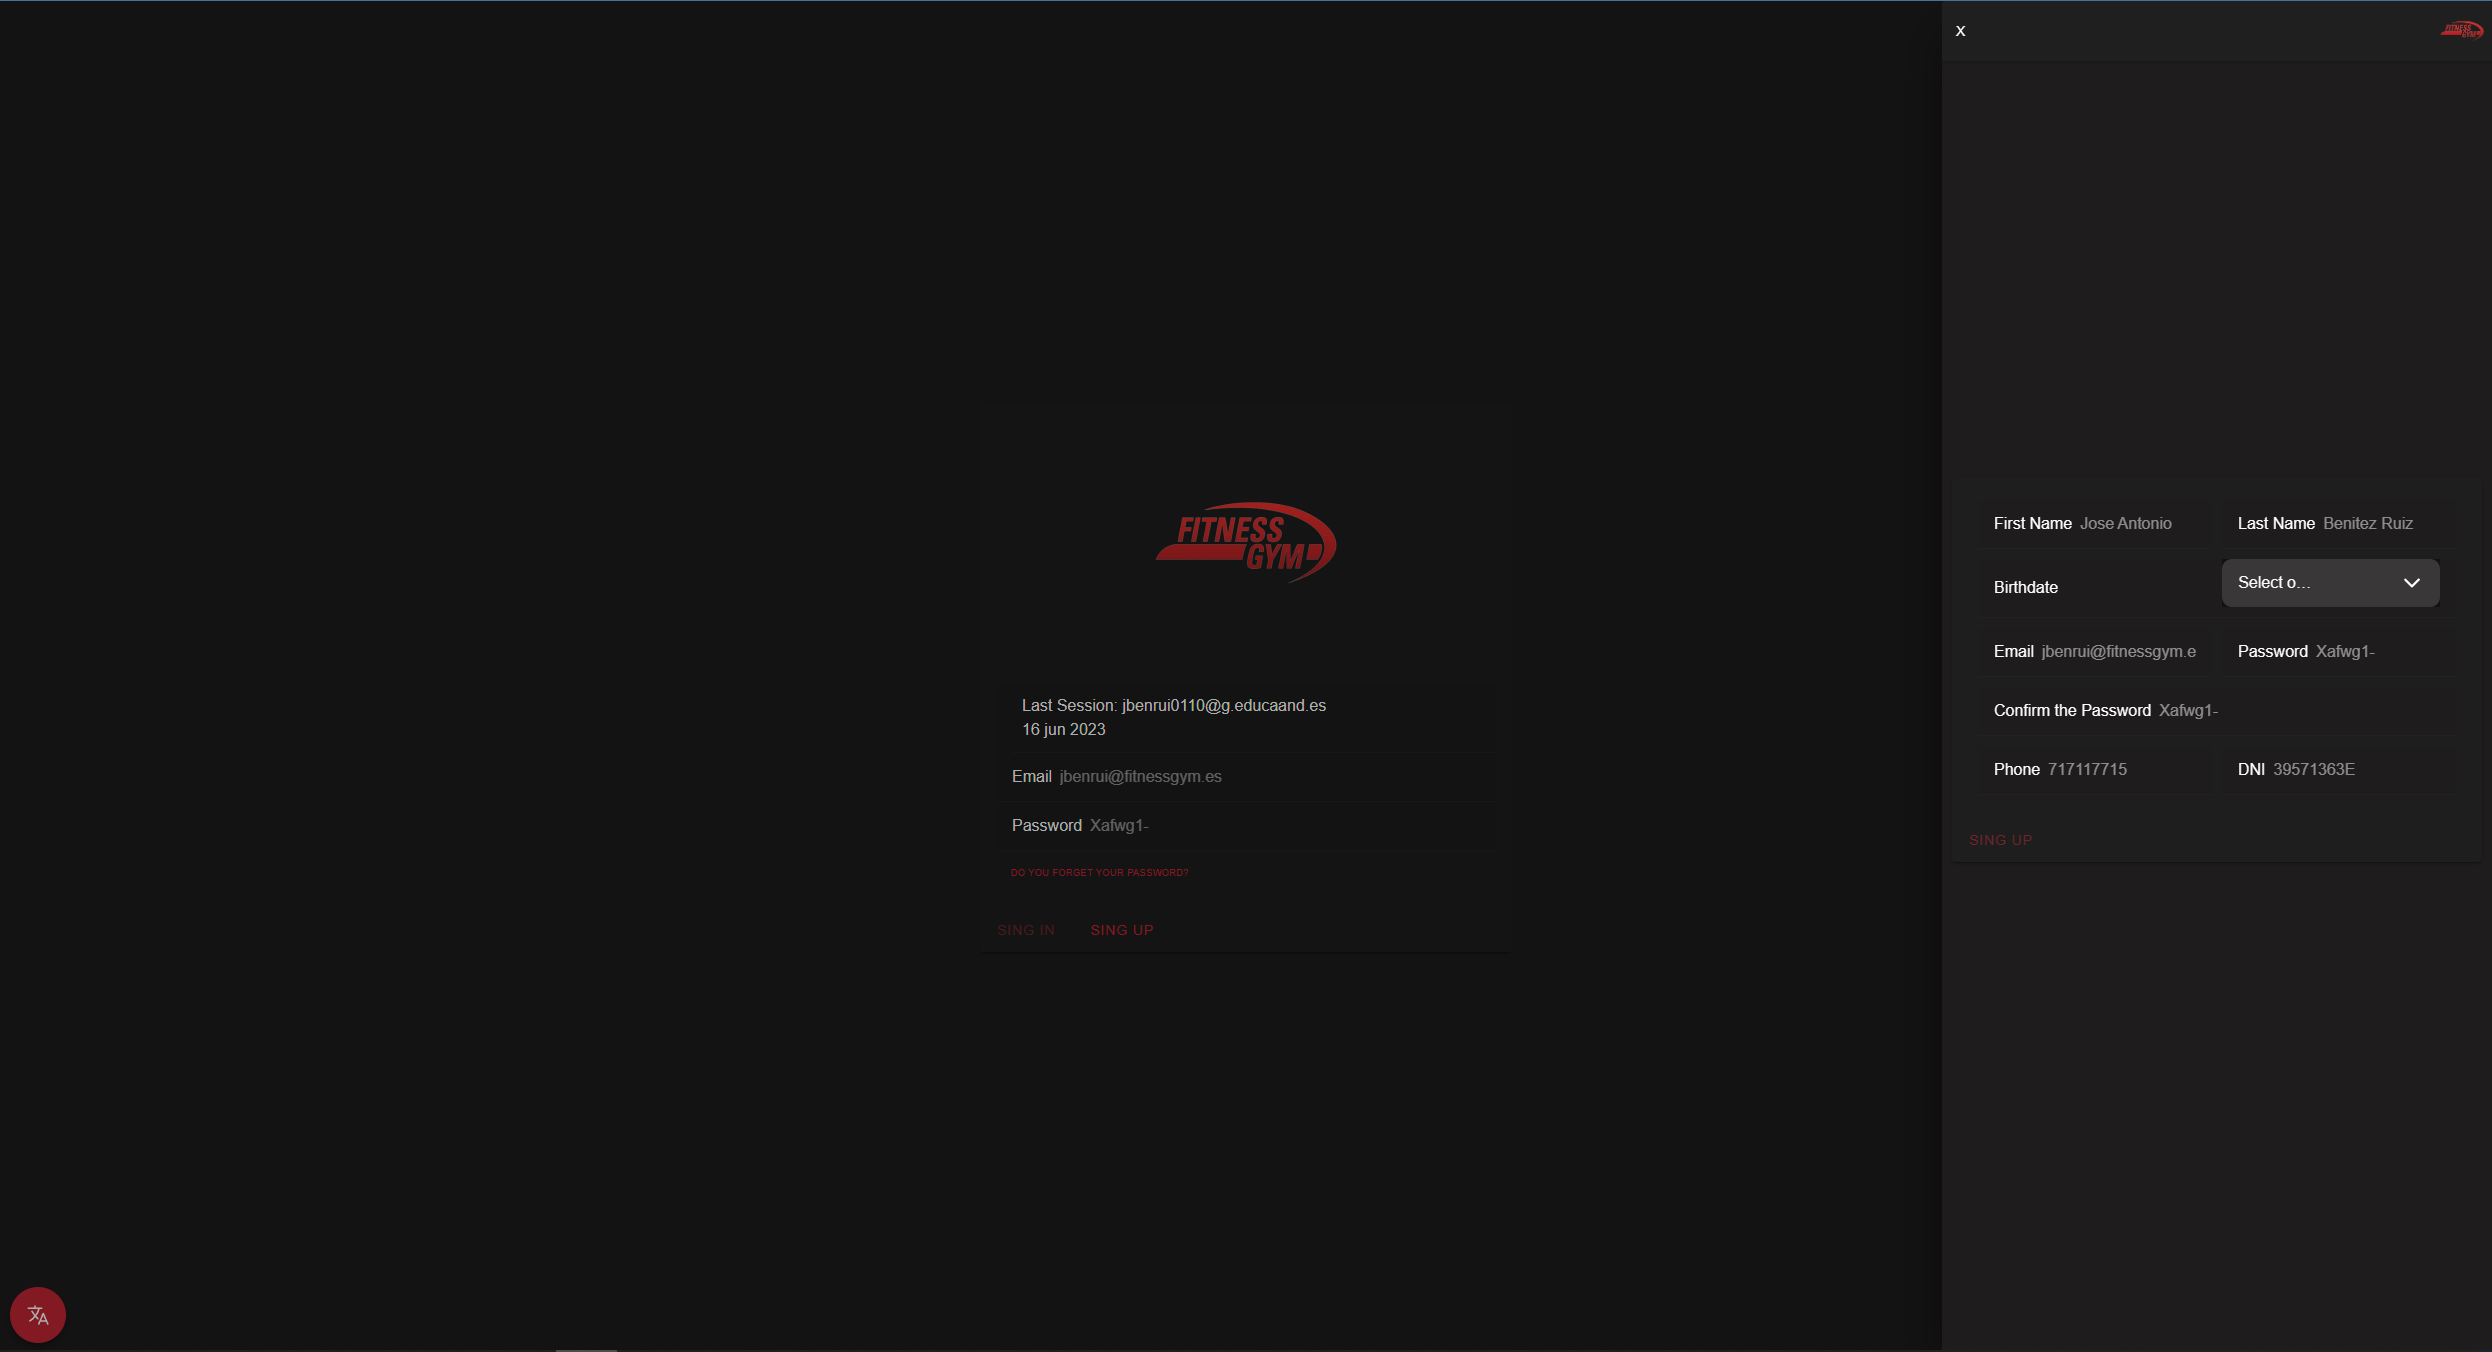 FITNESS
GYM
Last Session: jbenrui0110@g.educaand.es
16 jun 2023
Email jbenrui@fitnessgym.es
Password Xafwg1-
DO YOU FORGET YOUR PASSWORD?
SING IN SING UP
X
FITNESS
GYM
First Name Jose Antonio Last Name Benitez Ruiz
Birthdate Select o...
Email jbenrui@fitnessgym.e Password Xafwg1-
Confirm the Password Xafwg1-
Phone 717117715 DNI 39571363E
SING UP